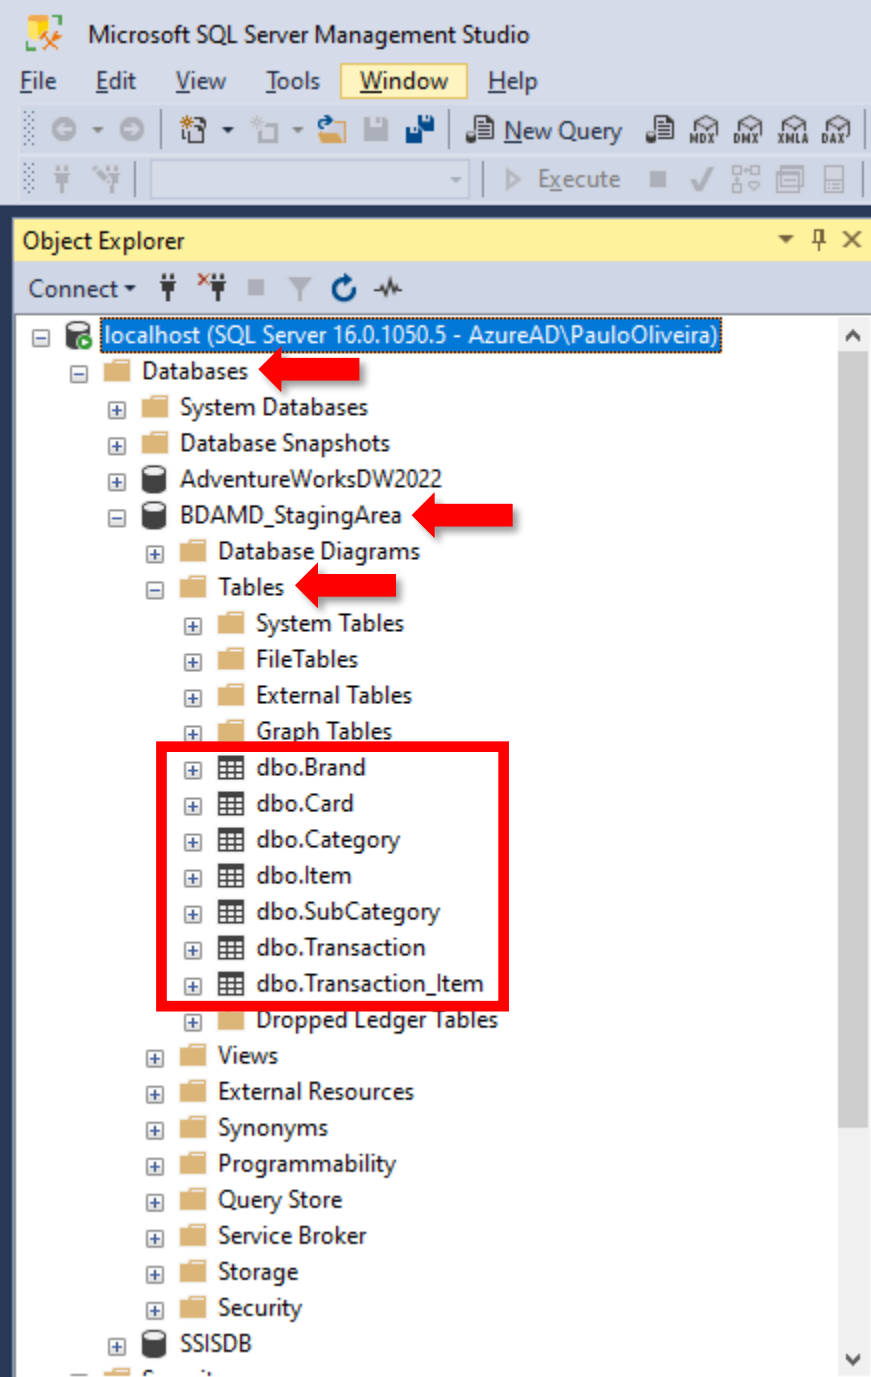 Microsoft SQL Server Management Studio
File Edit View Tools Window Help
New Query MDX DMX XMLA DAX
Execute
Object Explorer
Connect
localhost (SQL Server 16.0.1050.5 - AzureAD\PauloOliveira)
Databases
System Databases
Database Snapshots
AdventureWorksDW2022
BDAMD_StagingArea
Database Diagrams
Tables
System Tables
FileTables
External Tables
Graph Tables
dbo.Brand
dbo.Card
dbo.Category
dbo.Item
dbo.SubCategory
dbo.Transaction
dbo.Transaction_Item
Dropped Ledger Tables
Views
External Resources
Synonyms
Programmability
Query Store
Service Broker
Storage
Security
SSISDB